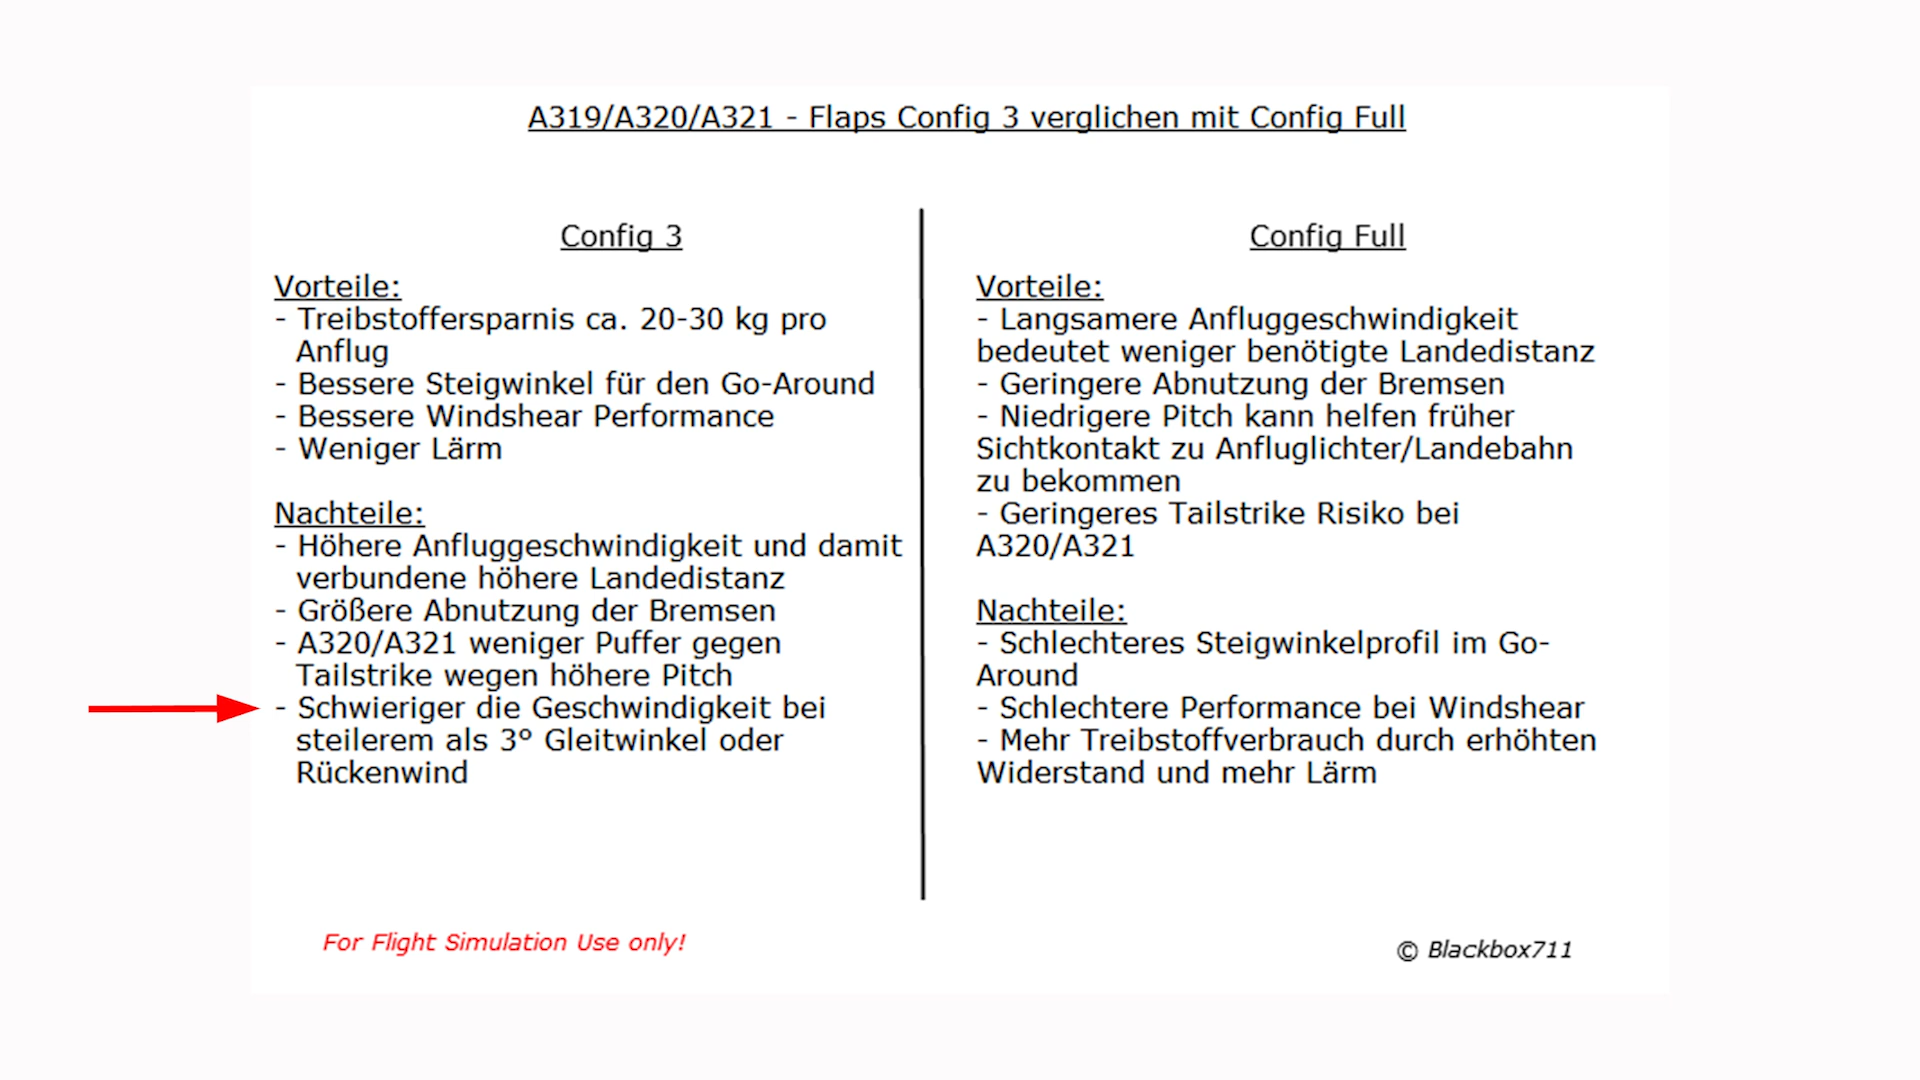 A319/A320/A321 - Flaps Config 3 verglichen mit Config Full
Config 3
Vorteile:
- Treibstoffersparnis ca. 20-30 kg pro
Anflug
- Bessere Steigwinkel für den Go-Around
- Bessere Windshear Performance
- Weniger Lärm
Nachteile:
- Höhere Anfluggeschwindigkeit und damit
verbundene höhere Landedistanz
- Größere Abnutzung der Bremsen
- A320/A321 weniger Puffer gegen
Tailstrike wegen höhere Pitch
- Schwieriger die Geschwindigkeit bei
steilerem als 3° Gleitwinkel oder
Rückenwind
Config Full
Vorteile:
- Langsamere Anfluggeschwindigkeit
bedeutet weniger benötigte Landedistanz
- Geringere Abnutzung der Bremsen
- Niedrigere Pitch kann helfen früher
Sichtkontakt zu Anfluglichter/Landebahn
zu bekommen
- Geringeres Tailstrike Risiko bei
A320/A321
Nachteile:
- Schlechteres Steigwinkelprofil im Go-
Around
- Schlechtere Performance bei Windshear
- Mehr Treibstoffverbrauch durch erhöhten
Widerstand und mehr Lärm
For Flight Simulation Use only!
© Blackbox711